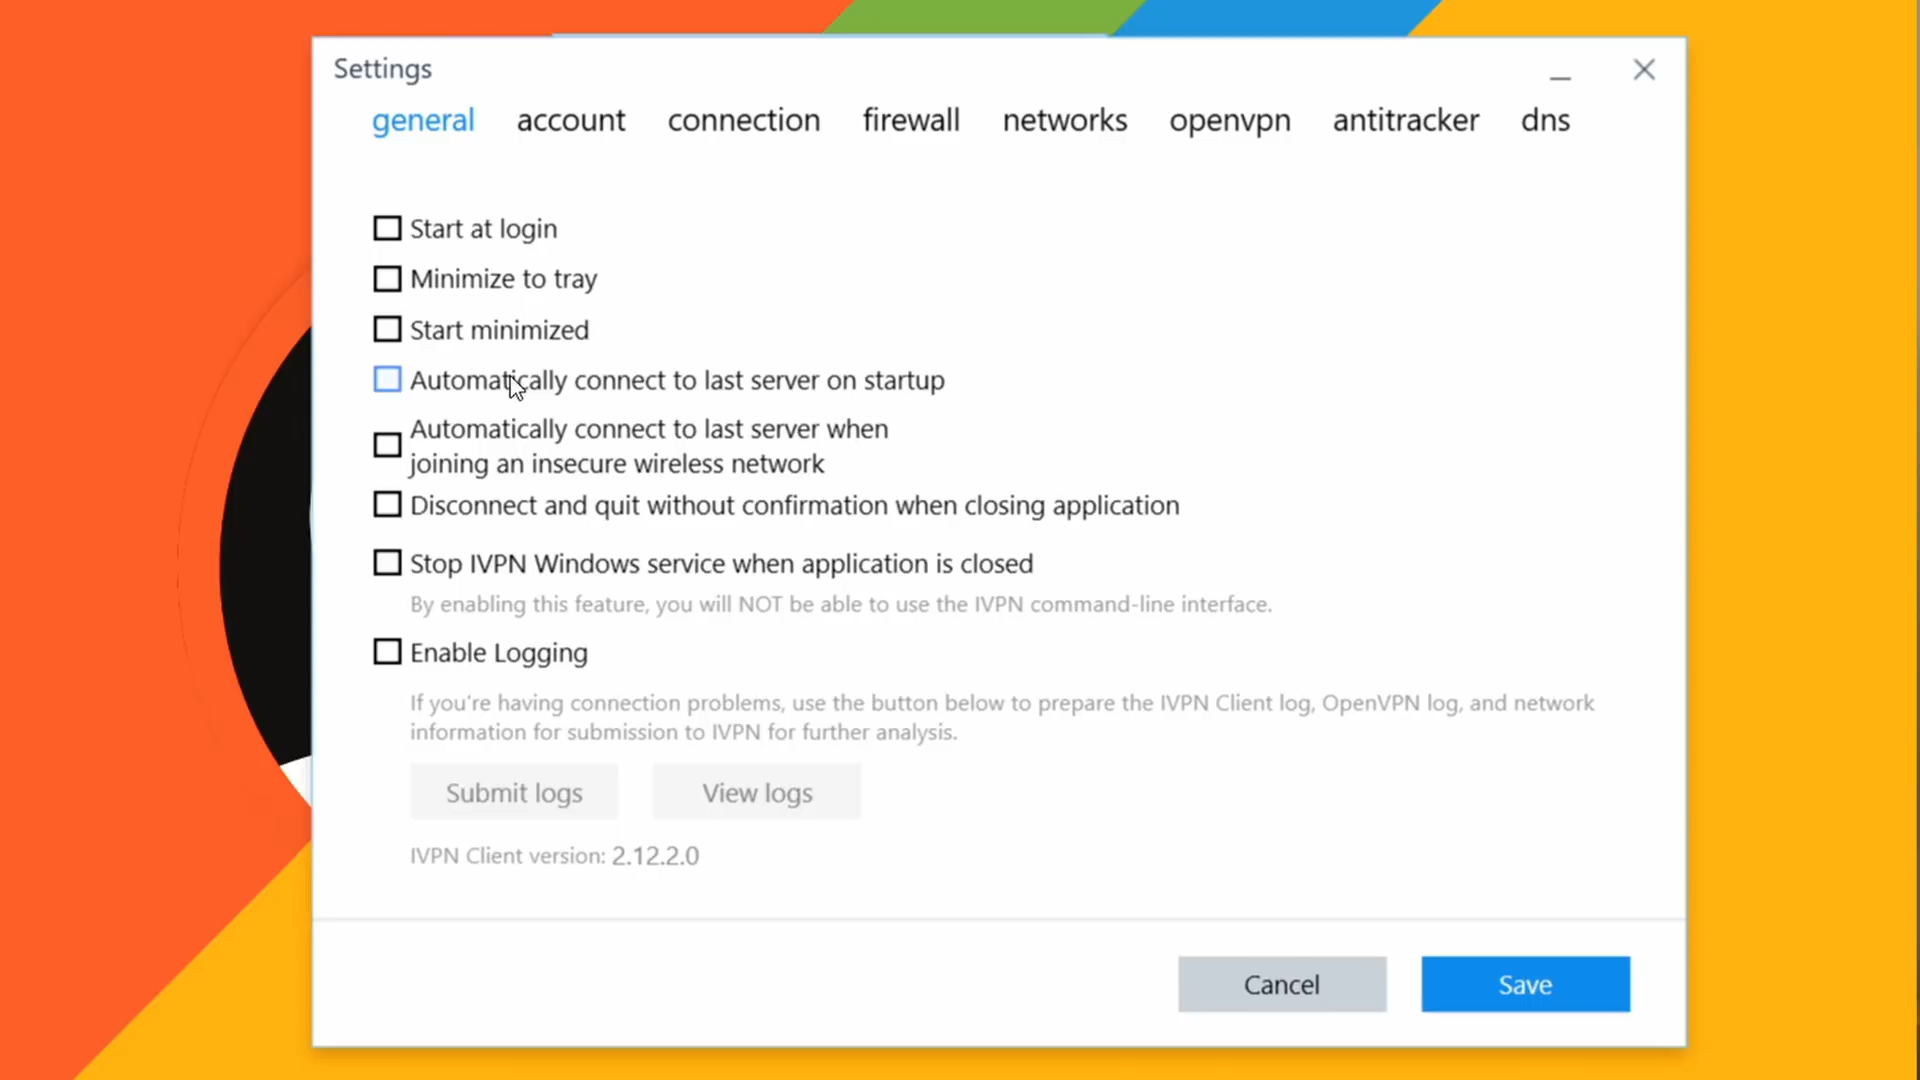 Settings
general account connection firewall networks openvpn antitracker dns
Start at login
Minimize to tray
Start minimized
Automatically connect to last server on startup
Automatically connect to last server when
joining an insecure wireless network
Disconnect and quit without confirmation when closing application
Stop IVPN Windows service when application is closed
By enabling this feature, you will NOT be able to use the IVPN command-line interface.
Enable Logging
If you're having connection problems, use the button below to prepare the IVPN Client log, OpenVPN log, and network
information for submission to IVPN for further analysis.
Submit logs View logs
IVPN Client version: 2.12.2.0
Cancel Save